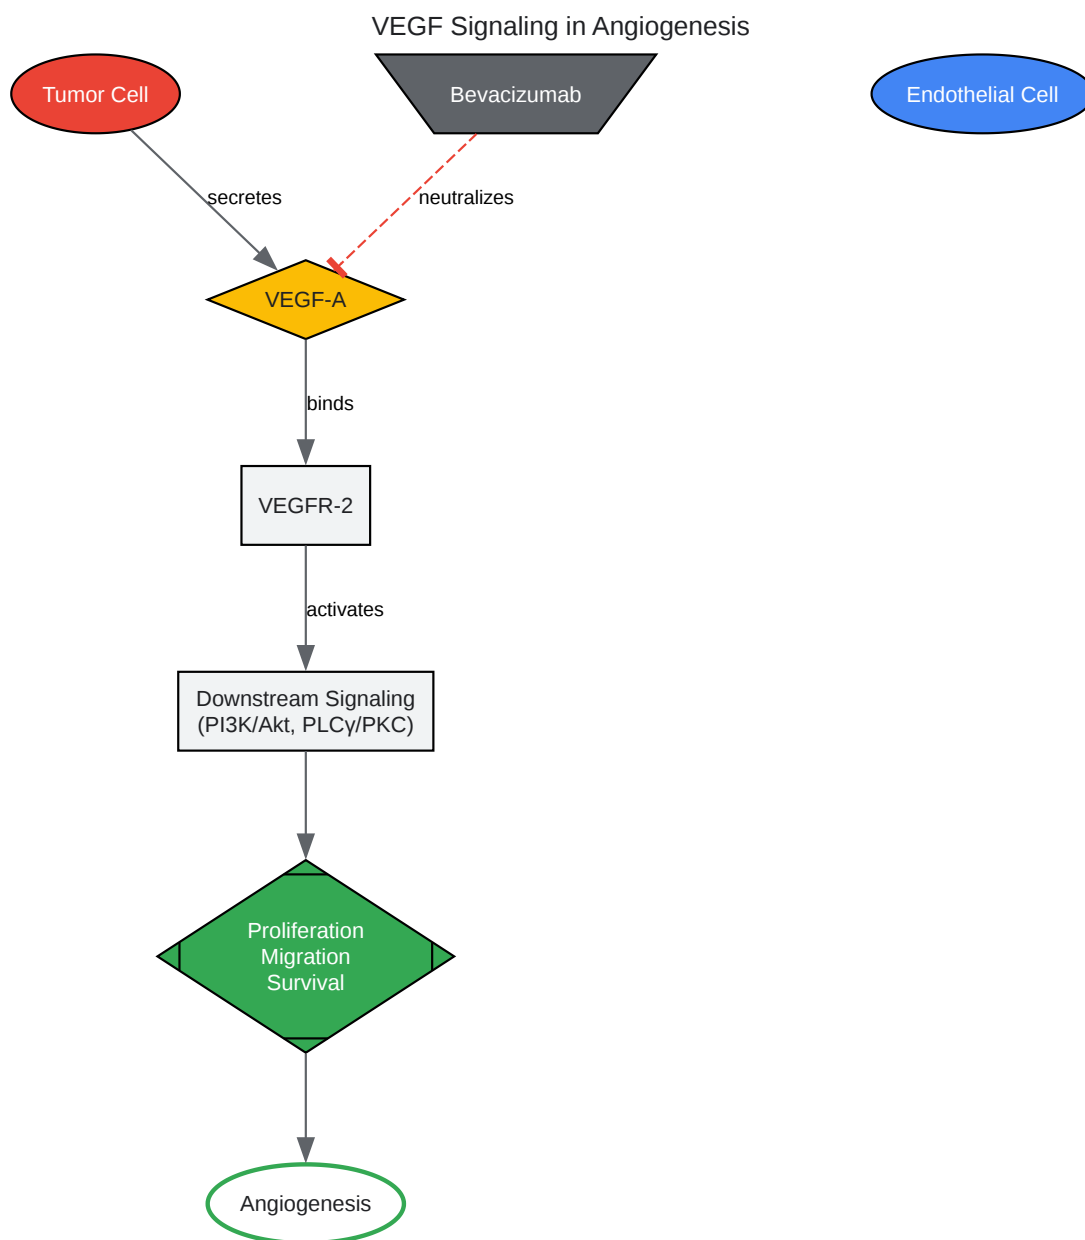 VEGF Signaling in Angiogenesis
Tumor Cell
Bevacizumab
Endothelial Cell
secretes
neutralizes
VEGF-A
binds
VEGFR-2
activates
Downstream Signaling
(PI3K/Akt, PLCγ/PKC)
Proliferation
Migration
Survival
Angiogenesis